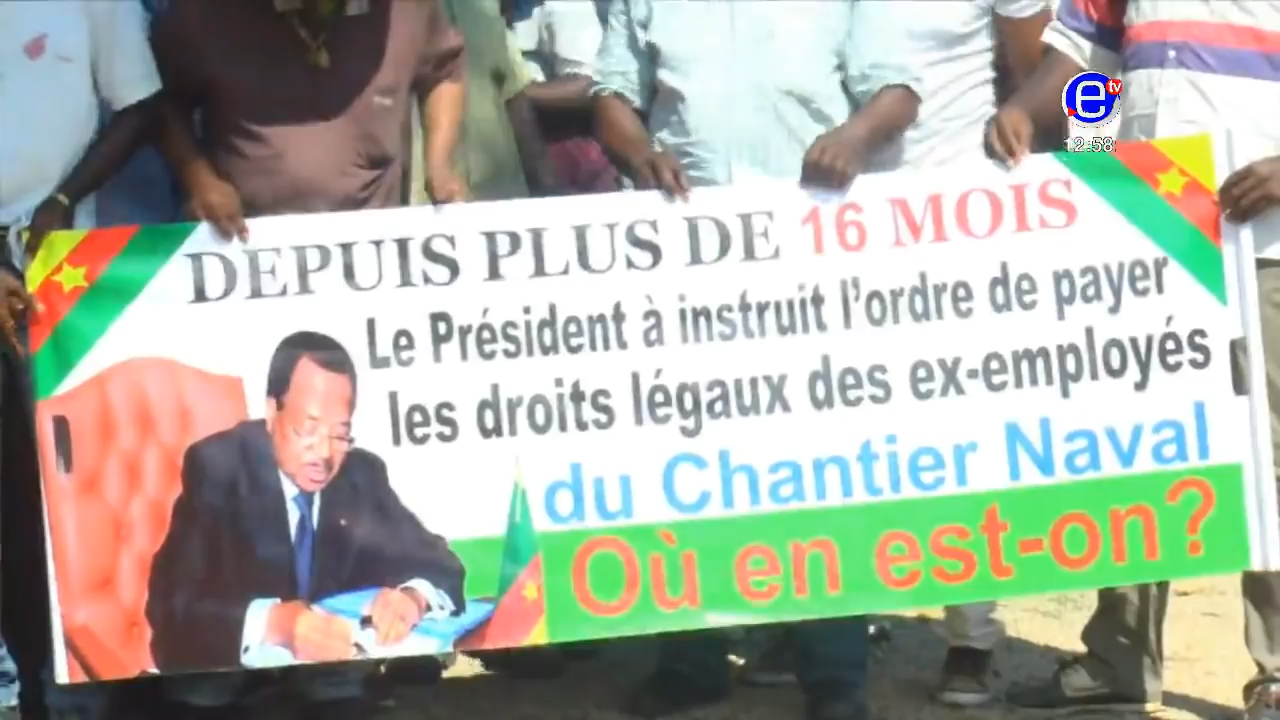 e tv
12:58
DEPUIS PLUS DE 16 MOIS
Le Président à instruit l'ordre de payer
les droits légaux des ex-employés
du Chantier Naval
Où en est-on?